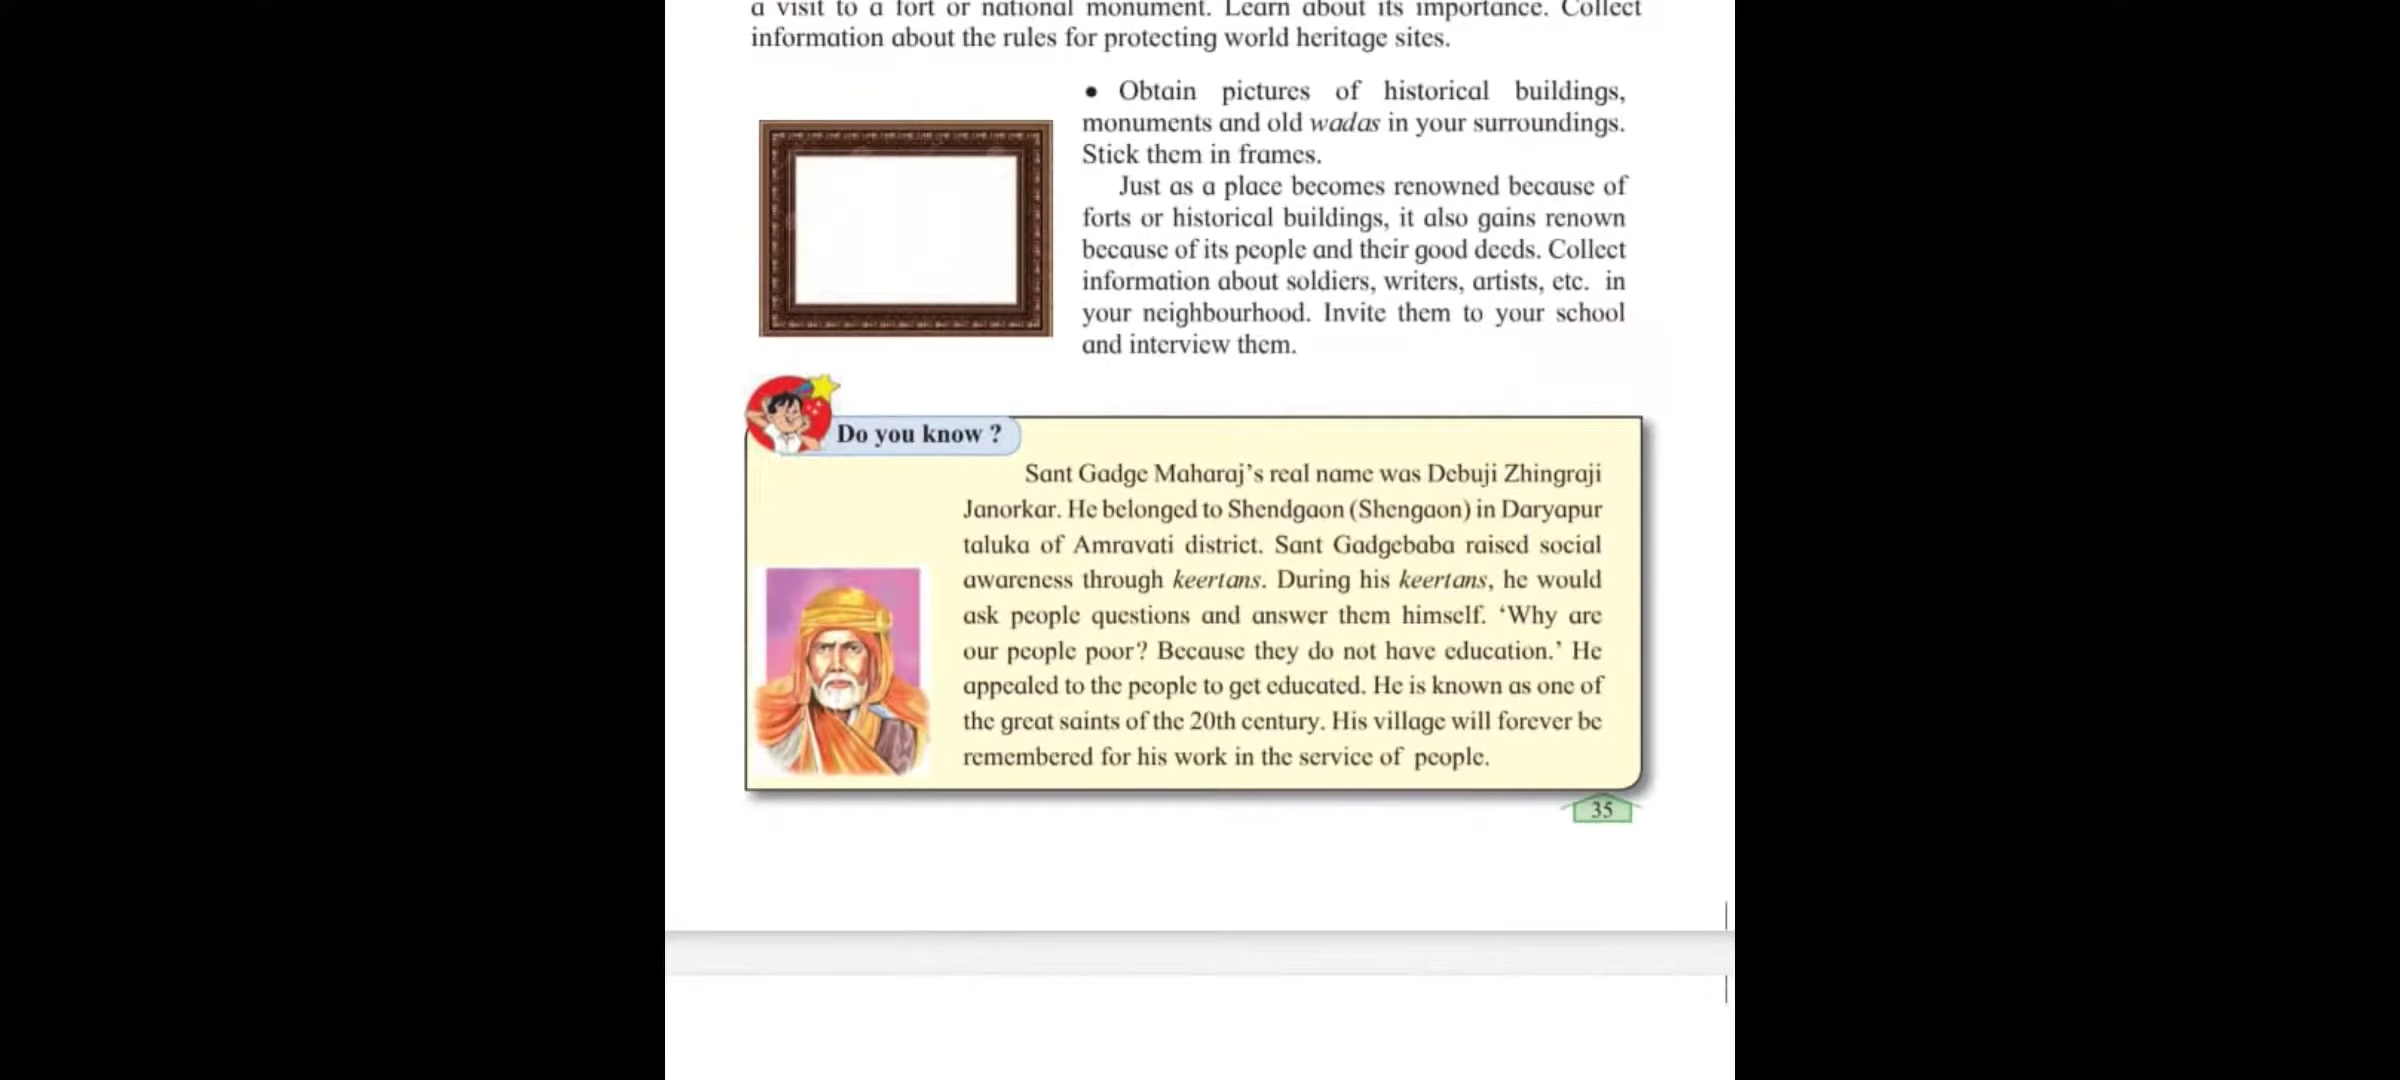 a visit to a fort or national monument. Learn about its importance. Collect
information about the rules for protecting world heritage sites.
• Obtain pictures of historical buildings,
monuments and old wadas in your surroundings.
Stick them in frames.
Just as a place becomes renowned because of
forts or historical buildings, it also gains renown
because of its people and their good deeds. Collect
information about soldiers, writers, artists, etc. in
your neighbourhood. Invite them to your school
and interview them.
Do you know ?
Sant Gadge Maharaj's real name was Debuji Zhingraji
Janorkar. He belonged to Shendgaon (Shengaon) in Daryapur
taluka of Amravati district. Sant Gadgebaba raised social
awareness through keertans. During his keertans, he would
ask people questions and answer them himself. ‘Why are
our people poor? Because they do not have education.’ He
appealed to the people to get educated. He is known as one of
the great saints of the 20th century. His village will forever be
remembered for his work in the service of people.
35